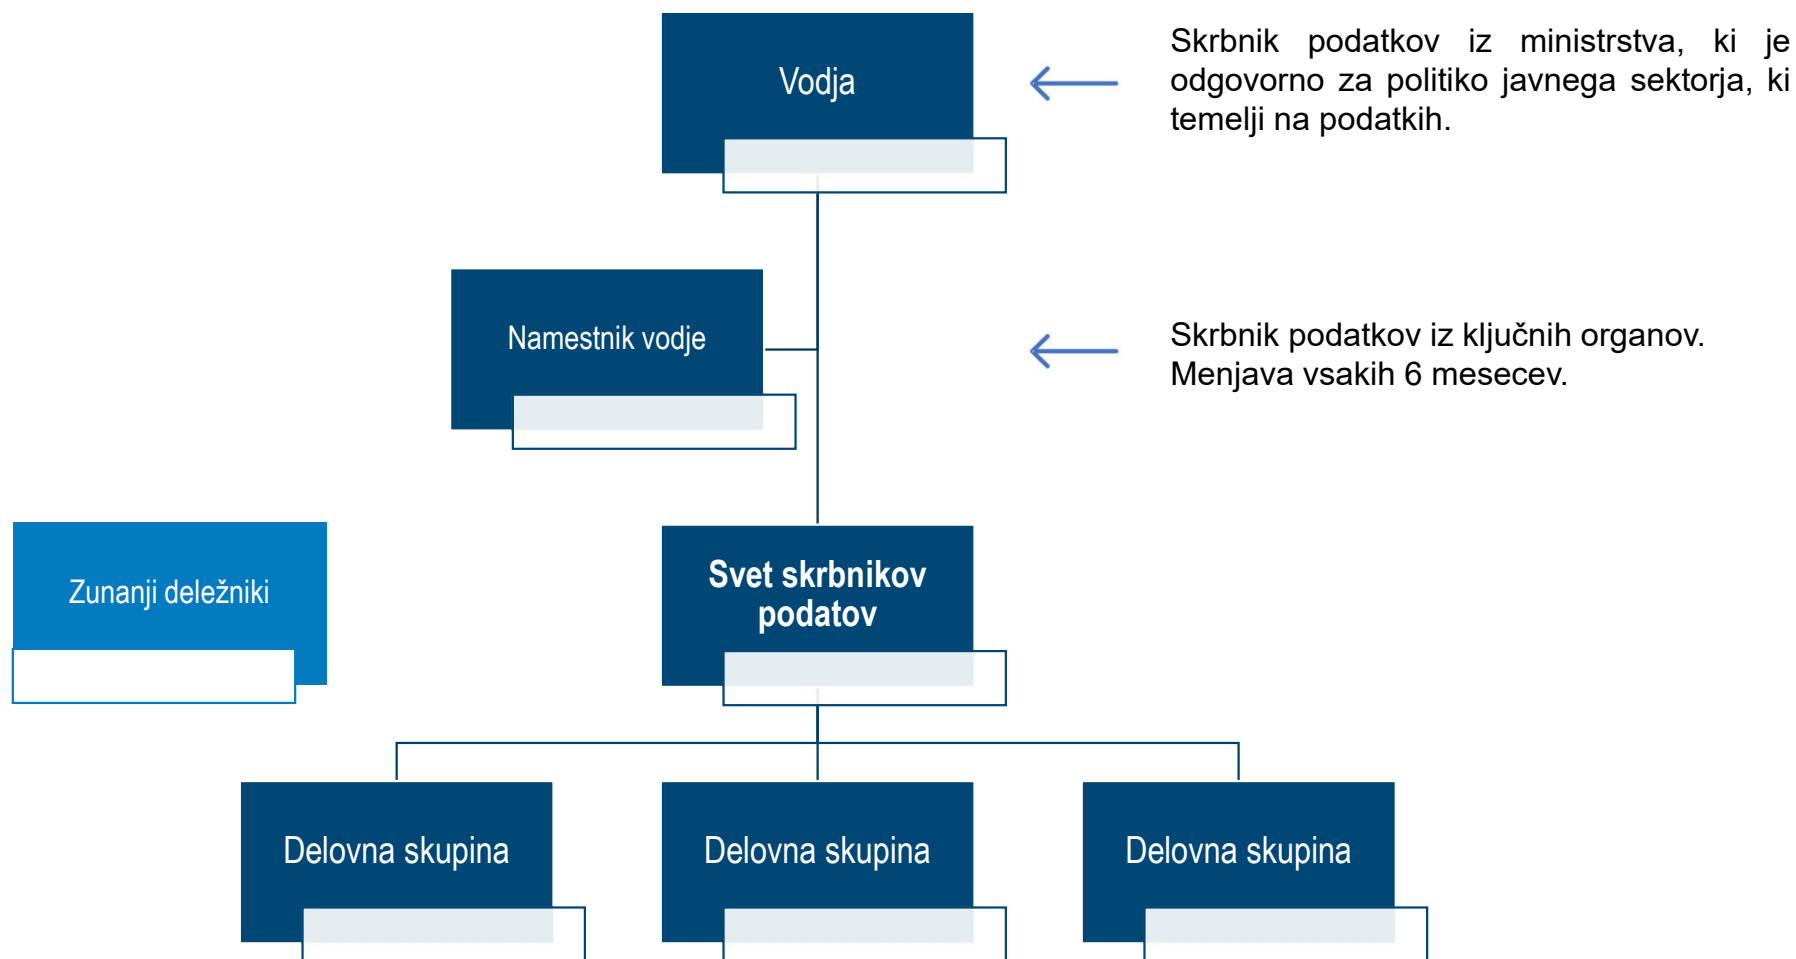 Vodja
Skrbnik podatkov iz ministrstva, ki je
odgovorno za politiko javnega sektorja, ki
temelji na podatkih.
Namestnik vodje
Skrbnik podatkov iz ključnih organov.
Menjava vsakih 6 mesecev.
Zunanji deležniki
Svet skrbnikov
podatov
Delovna skupina
Delovna skupina
Delovna skupina